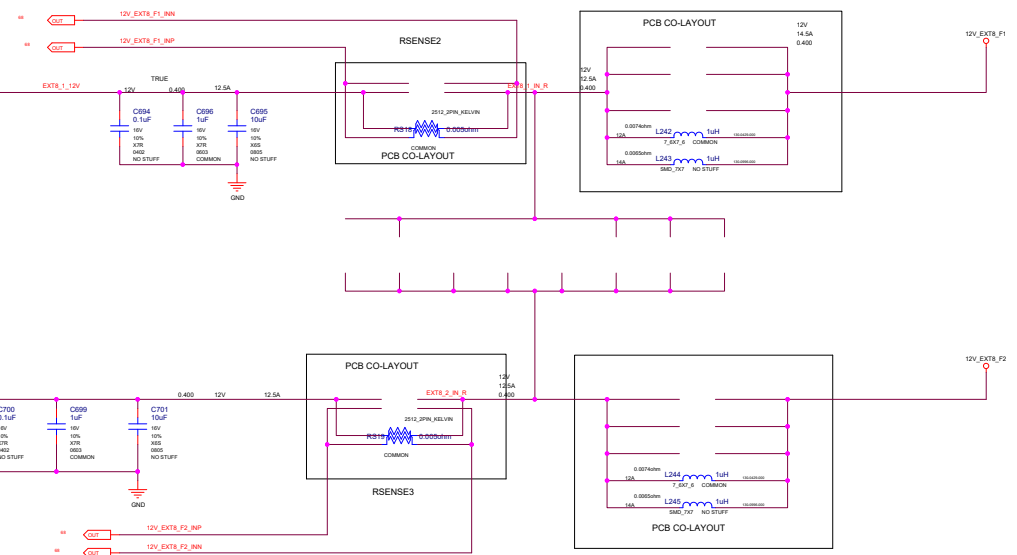 12V_EXT8_F1_INN
OUT
12V_EXT8_F1_INP
OUT
RSENSE2
PCB CO-LAYOUT
12V
14.5A
0.400
12V_EXT8_F1
TRUE
EXT8_1_12V
12V
0.400
12.5A
12V
12.5A
0.400
C694
0.1uF
16V
10%
X7R
0402
NO STUFF
C696
1uF
16V
10%
X7R
0603
COMMON
C695
10uF
16V
10%
X6S
0805
NO STUFF
GND
2512_2PIN_KELVIN
RS18
0.005ohm
COMMON
PCB CO-LAYOUT
0.0074ohm
12A
L242
1uH
7_6X7_6
COMMON
0.0065ohm
14A
L243
1uH
SMD_7X7
NO STUFF
PCB CO-LAYOUT
12V
12.5A
0.400
12V_EXT8_F2
0.400
12V
12.5A
EXT8_2_IN_R
C700
C699
1uF
16V
10%
X7R
0603
COMMON
C701
10uF
16V
10%
X6S
0805
NO STUFF
GND
2512_2PIN_KELVIN
RS19
0.005ohm
COMMON
RSENSE3
0.0074ohm
12A
L244
1uH
7_6X7_6
COMMON
0.0065ohm
14A
L245
1uH
SMD_7X7
NO STUFF
PCB CO-LAYOUT
12V_EXT8_F2_INP
OUT
12V_EXT8_F2_INN
OUT